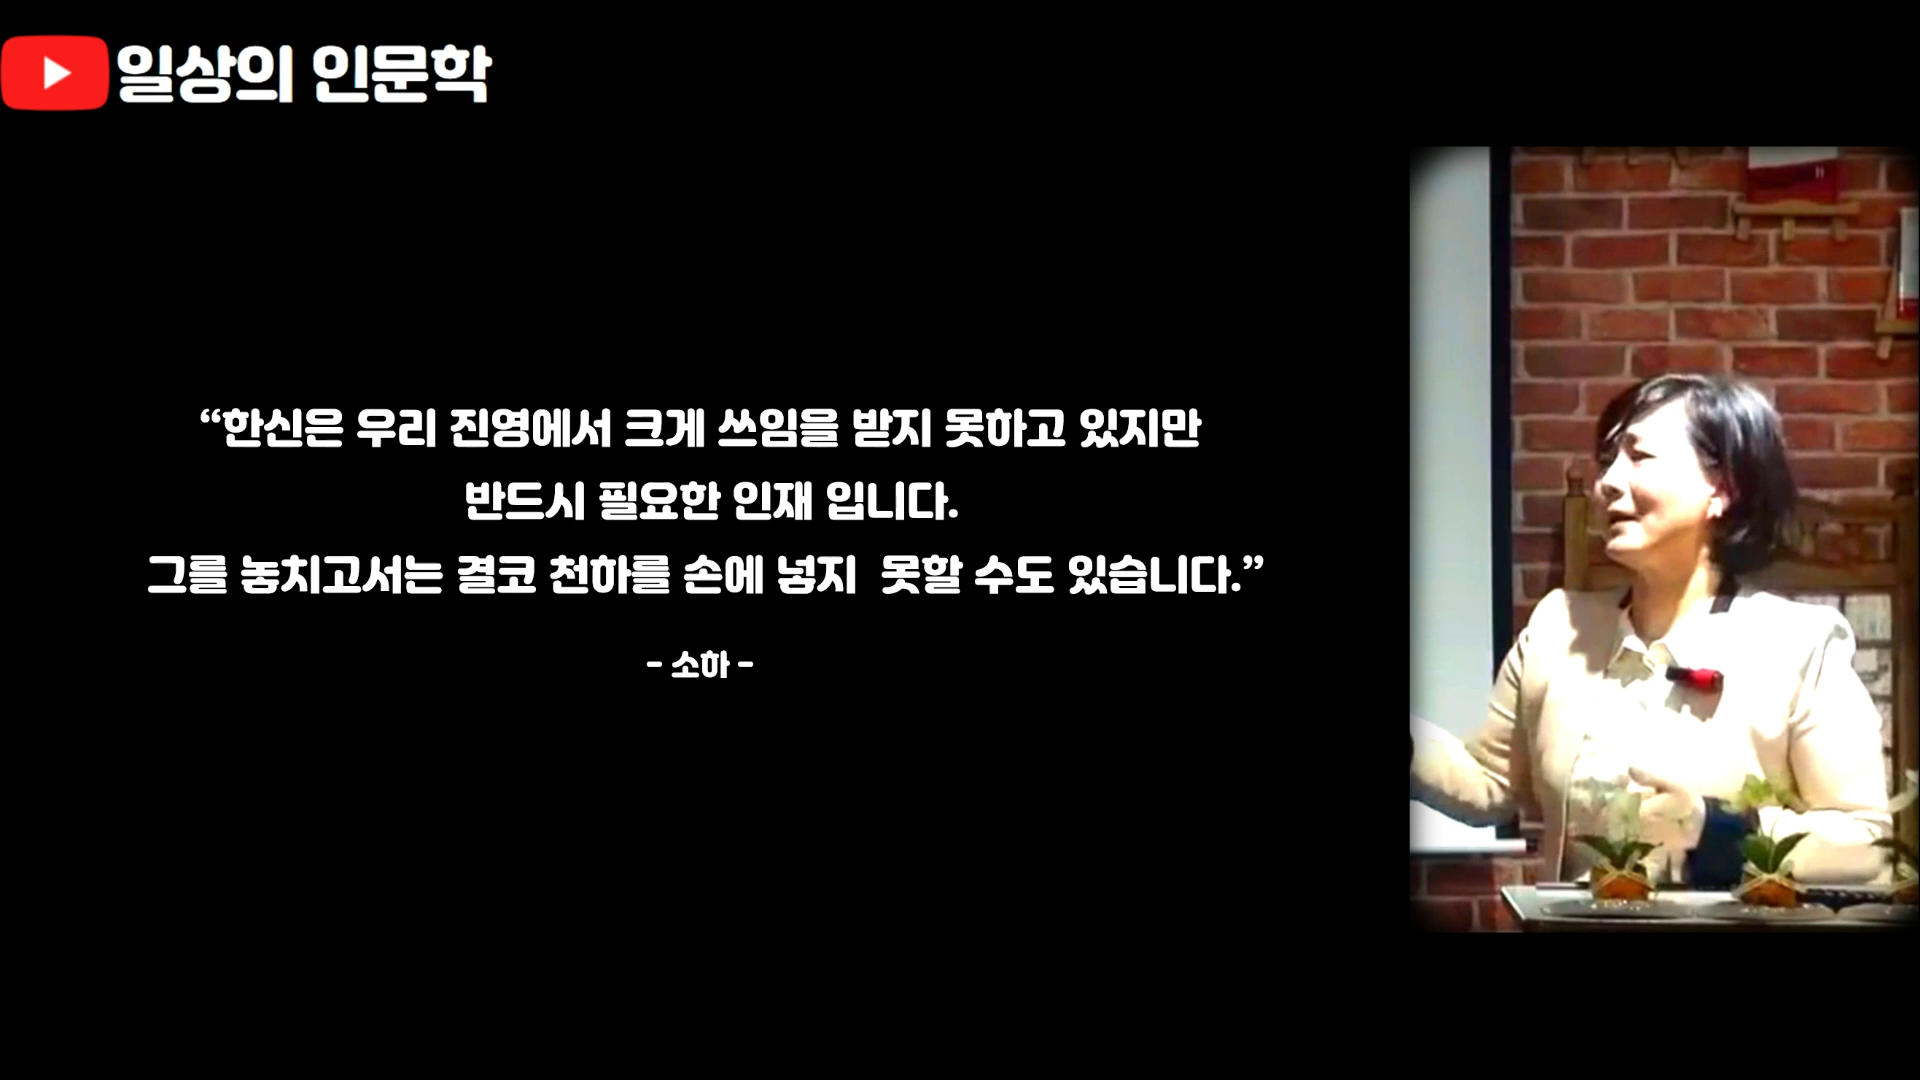 일상의 인문학
“한신은 우리 진영에서 크게 쓰임을 받지 못하고 있지만
반드시 필요한 인재 입니다.
그를 놓치고서는 결코 천하를 손에 넣지  못할 수도 있습니다.”
- 소하 -